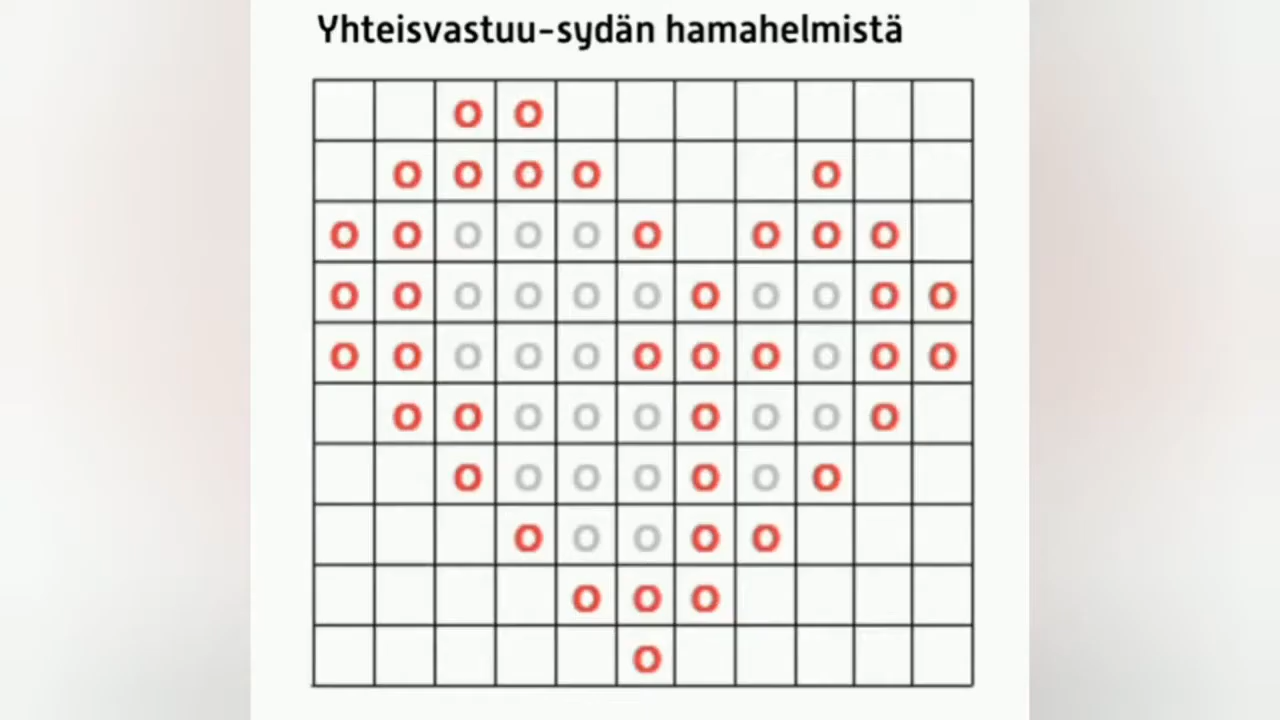 Yhteisvastuu-sydän hamahelmistä
o o
o o o o o
o o o o o o o o o
o o o o o o o o o o o
o o o o o o o o o o o
o o o o o o o o o
o o o o o o o
o o o o o
o o o
o